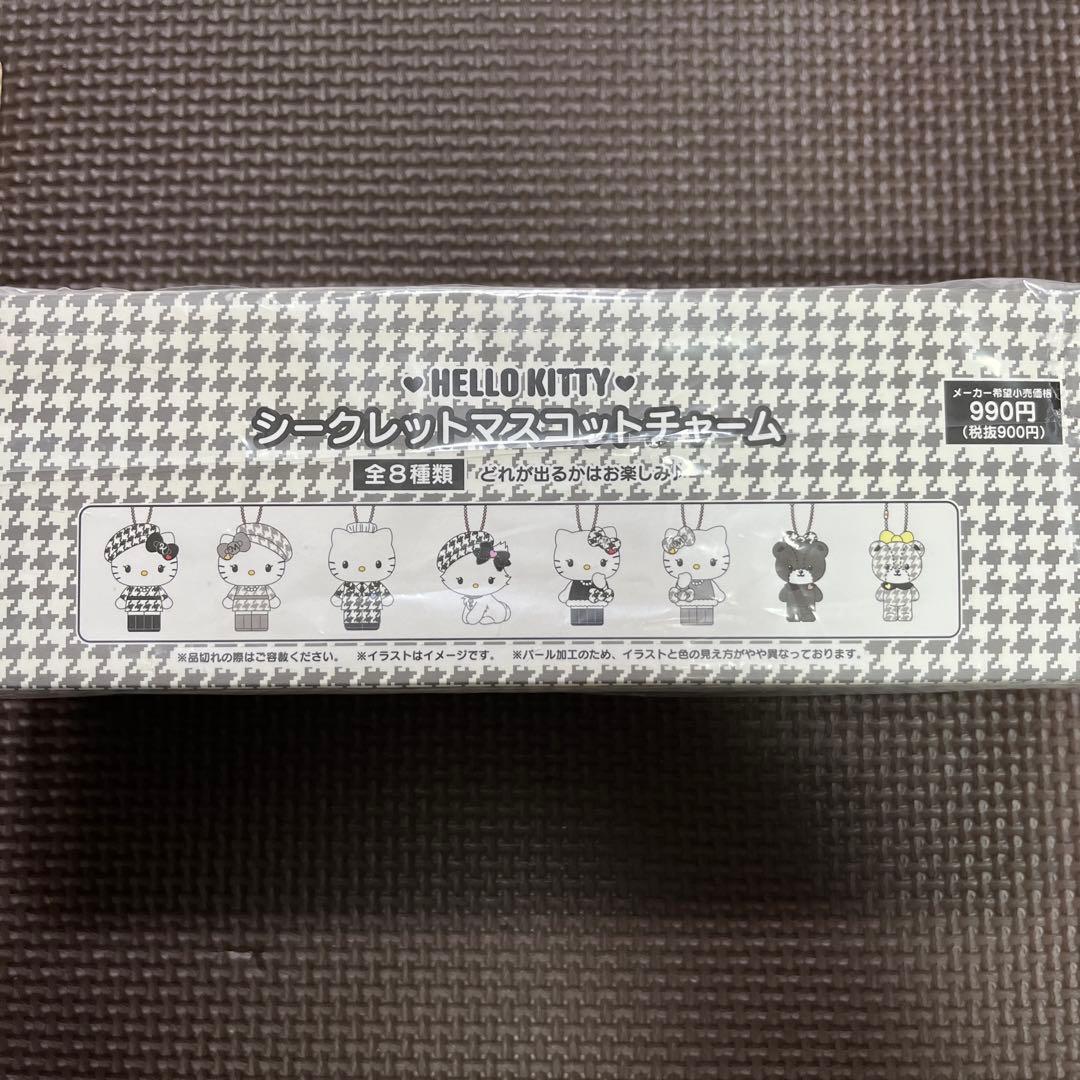 ♥HELLO KITTY♥
シークレットマスコットチャーム
全8種類 どれが出るかはお楽しみ♪
メーカー希望小売価格
990円
(税抜900円)
※品切れの際はご容赦ください。 ※イラストはイメージです。 ※パール加工のため、イラストと色の見え方がやや異なっております。